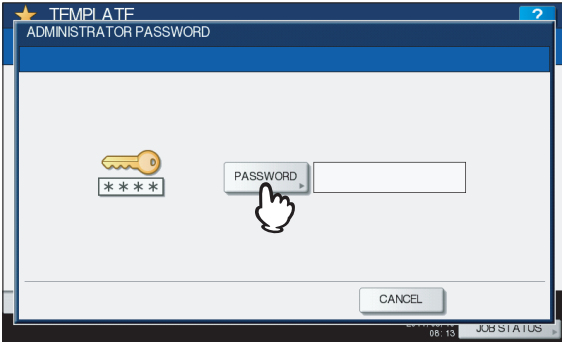 TEMPLATE
?
ADMINISTRATOR PASSWORD
PASSWORD
****
CANCEL
08:13
JOB STATUS